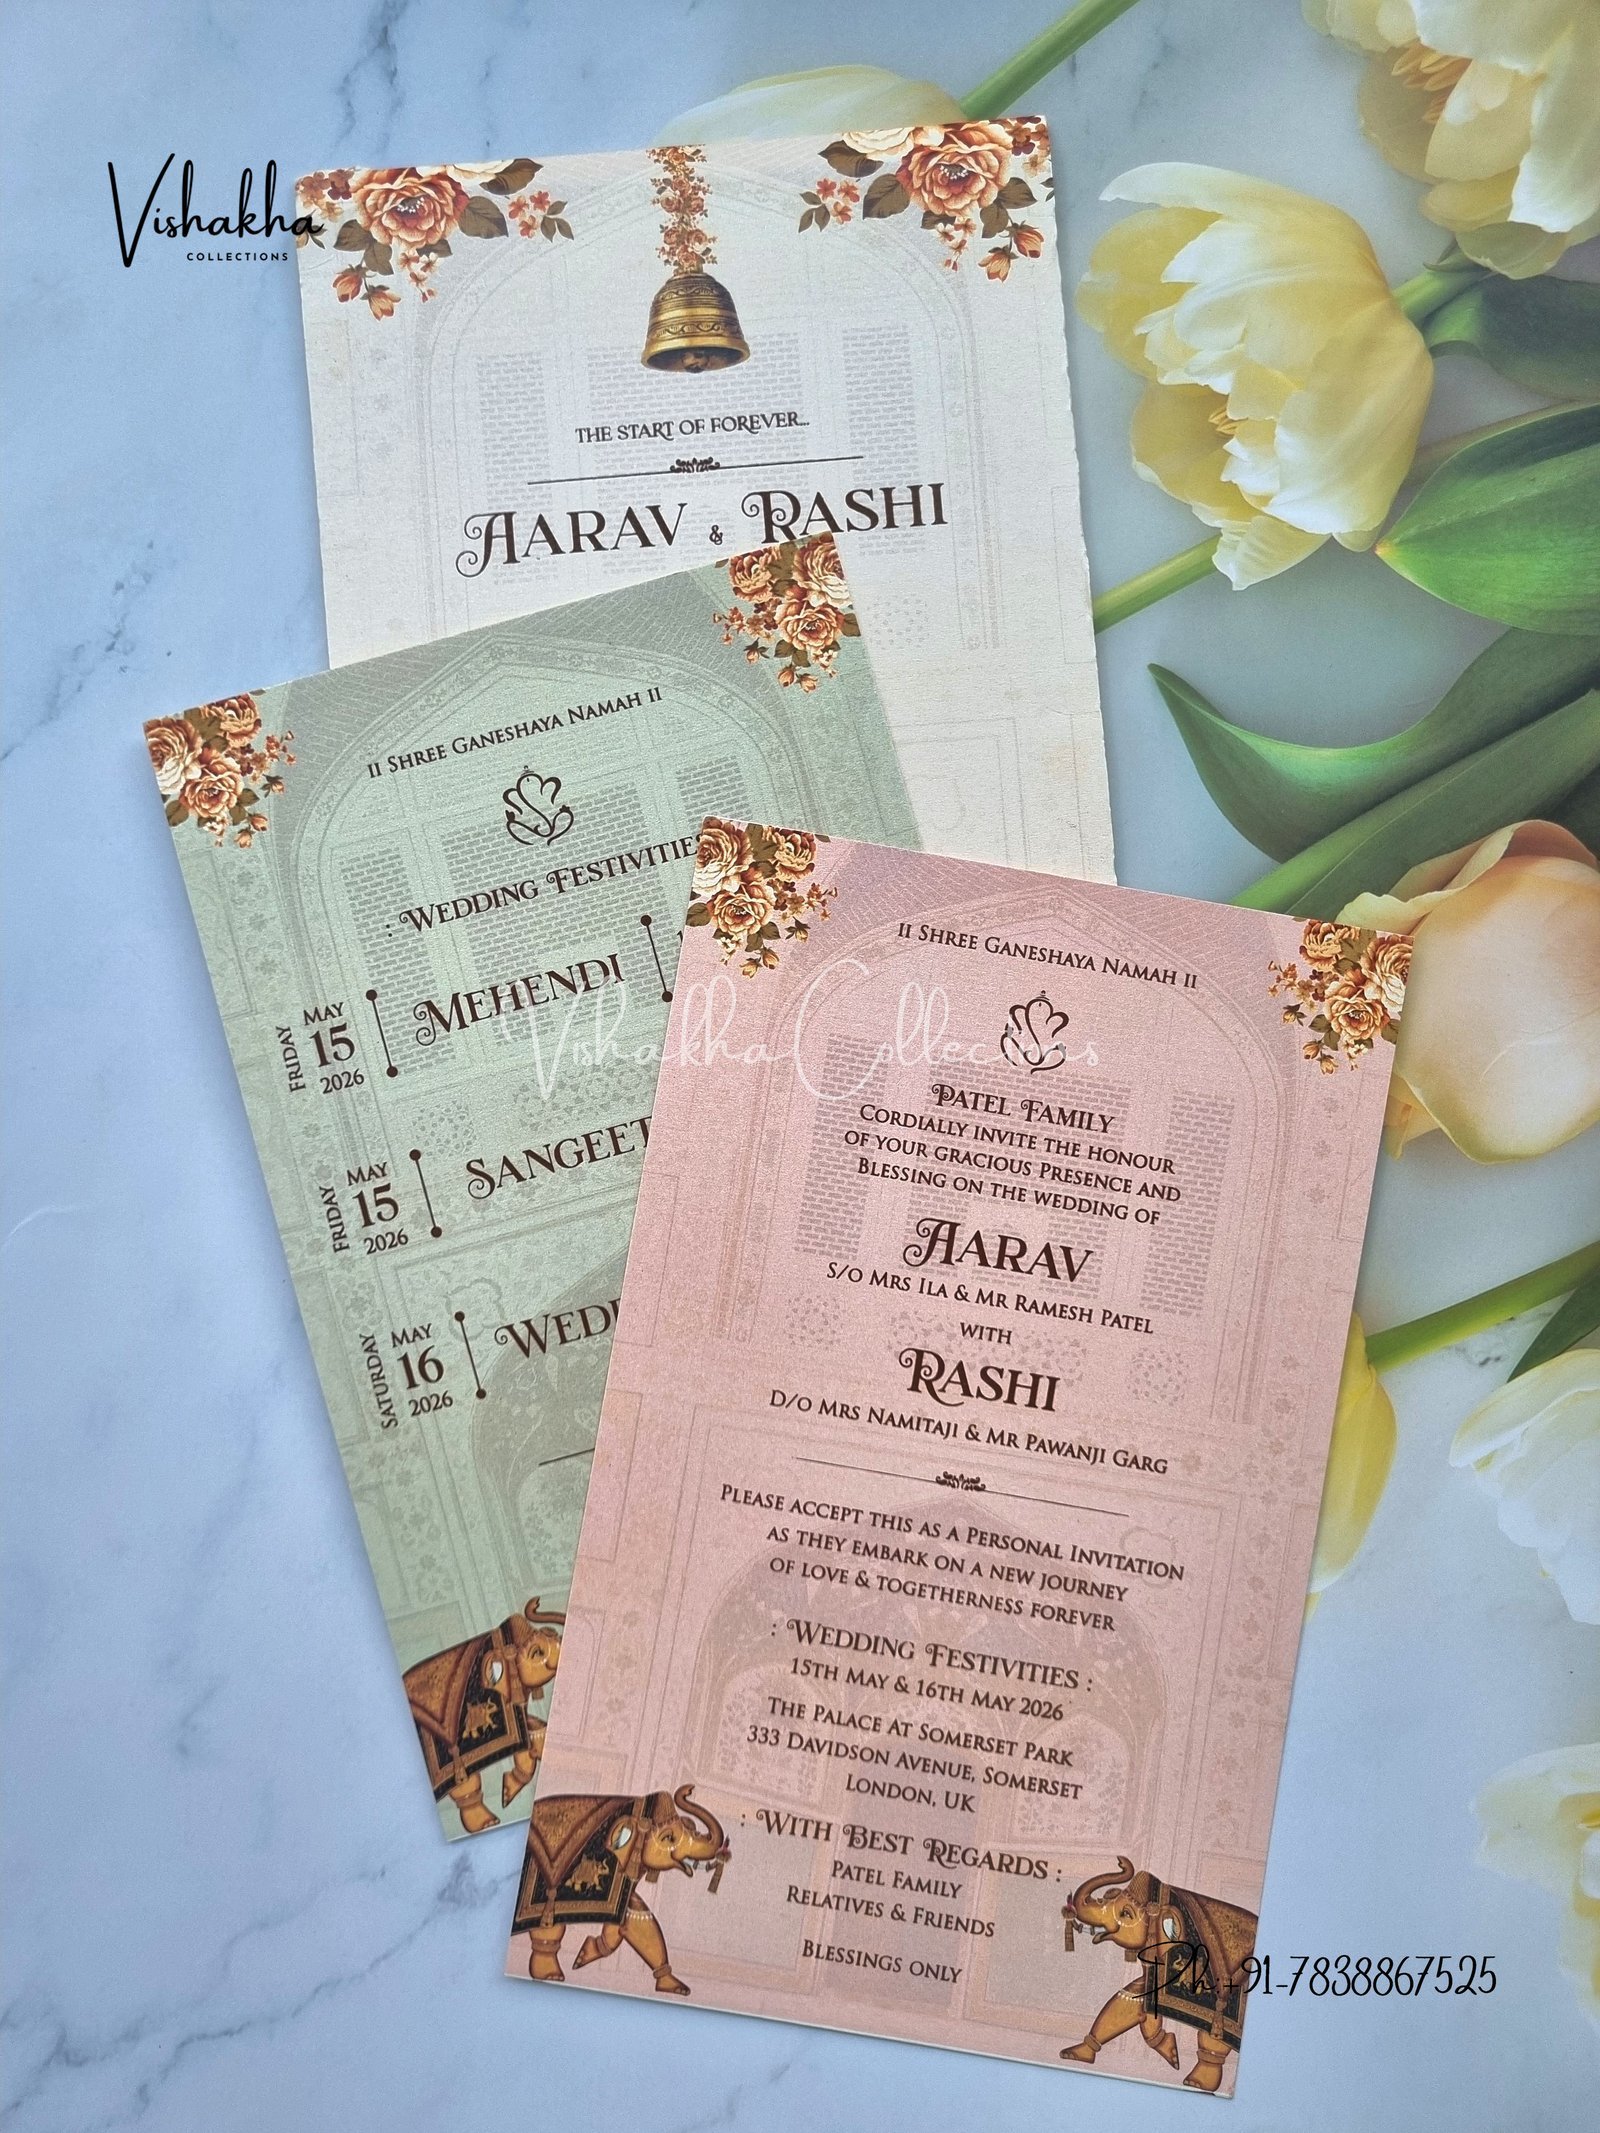 Vishakha
COLLECTIONS
THE START OF FOREVER...
AARAV & RASHI
II SHREE GANESHAYA NAMAH II
: WEDDING FESTIVITIES
FRIDAY
MAY
15
2026
MEHENDI
FRIDAY
MAY
15
2026
SANGEET
SATURDAY
MAY
16
2026
WEDD
Vishakha Collections
II SHREE GANESHAYA NAMAH II
PATEL FAMILY
CORDIALLY INVITE THE HONOUR
OF YOUR GRACIOUS PRESENCE AND
BLESSING ON THE WEDDING OF
AARAV
S/O MRS ILA & MR RAMESH PATEL
WITH
RASHI
D/O MRS NAMITAJI & MR PAWANJI GARG
PLEASE ACCEPT THIS AS A PERSONAL INVITATION
AS THEY EMBARK ON A NEW JOURNEY
OF LOVE & TOGETHERNESS FOREVER
: WEDDING FESTIVITIES :
15TH MAY & 16TH MAY 2026
THE PALACE AT SOMERSET PARK
333 DAVIDSON AVENUE, SOMERSET
LONDON, UK
: WITH BEST REGARDS :
PATEL FAMILY
RELATIVES & FRIENDS
BLESSINGS ONLY
Ph:+91-7838867525